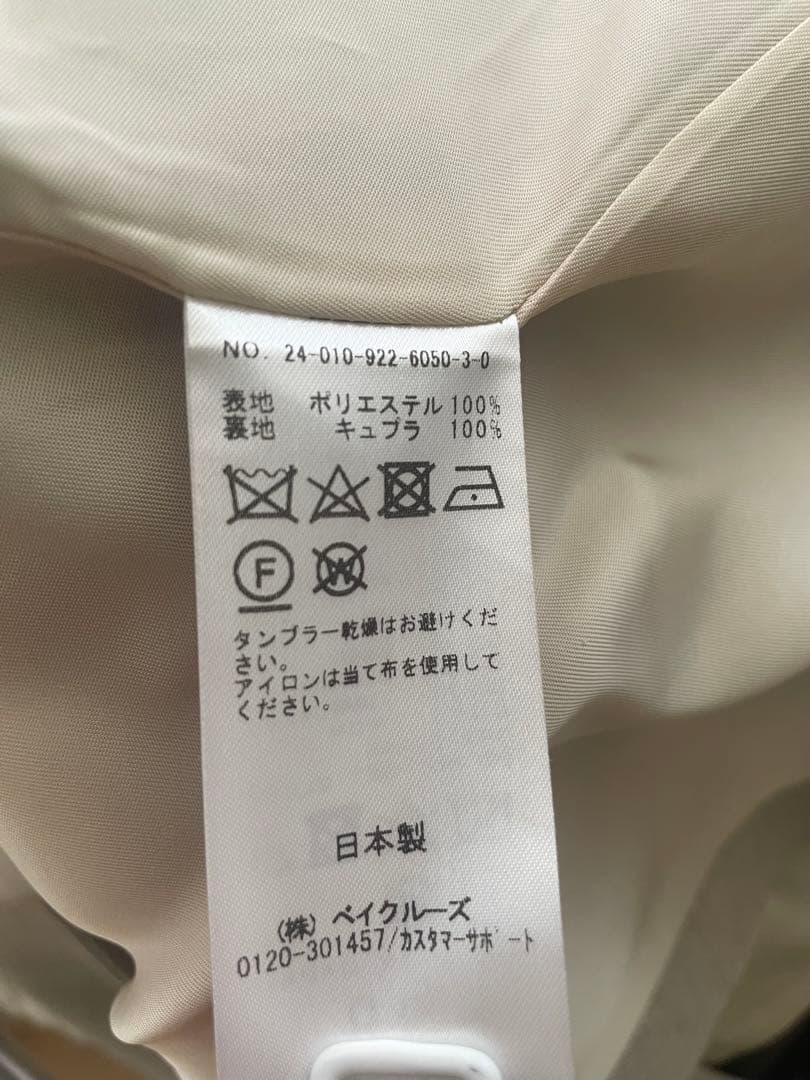 NO. 24-010-922-6050-3-0
表地 ポリエステル 100%
裏地 キュプラ 100%
F W
タンブラー乾燥はお避けくだ
さい。
アイロンは当て布を使用して
ください。
日本製
(株) ベイクルーズ
0120-301457/カスタマーサポート